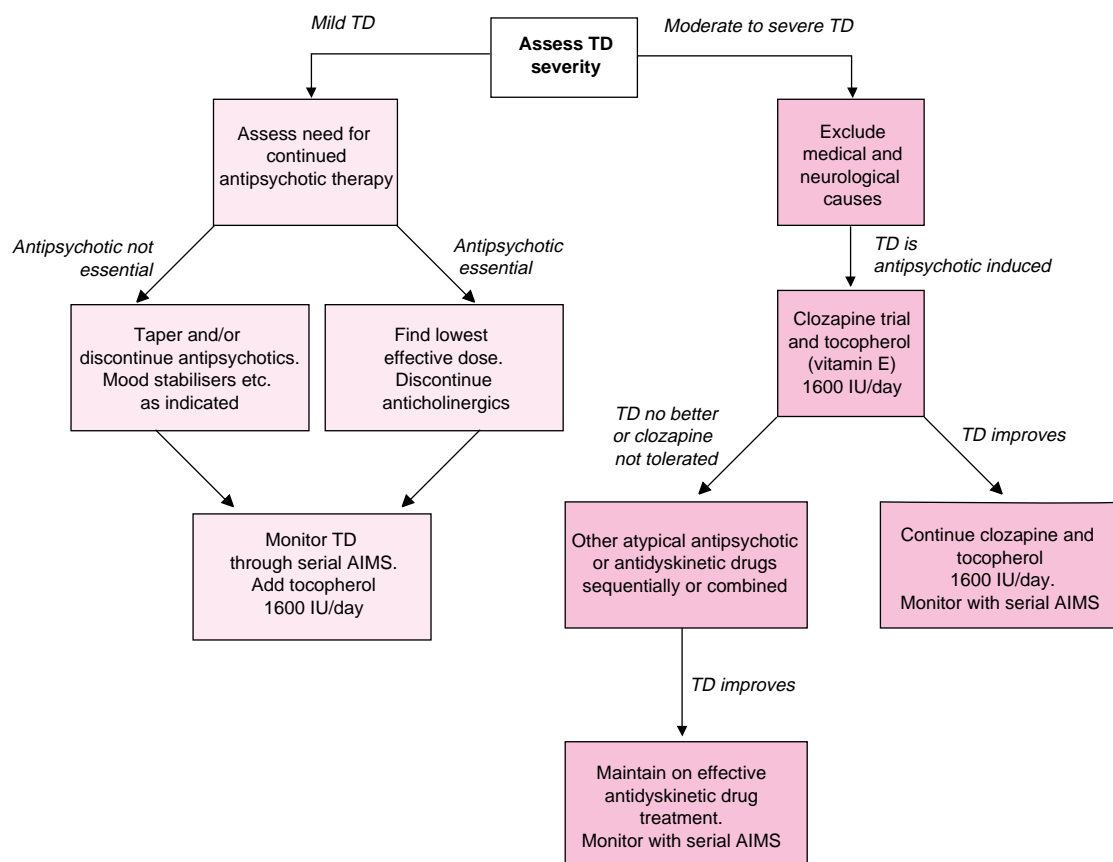 Mild TD
Assess TD
severity
Moderate to severe TD
Assess need for
continued
antipsychotic therapy
Exclude
medical and
neurological
causes
Antipsychotic not
essential
Antipsychotic
essential
TD is
antipsychotic induced
Taper and/or
discontinue antipsychotics.
Mood stabilisers etc.
as indicated
Find lowest
effective dose.
Discontinue
anticholinergics
Clozapine trial
and tocopherol
(vitamin E)
1600 IU/day
TD no better
or clozapine
not tolerated
TD improves
Monitor TD
through serial AIMS.
Add tocopherol
1600 IU/day
Other atypical antipsychotic
or antidyskinetic drugs
sequentially or combined
Continue clozapine and
tocopherol
1600 IU/day.
Monitor with serial AIMS
TD improves
Maintain on effective
antidyskinetic drug
treatment.
Monitor with serial AIMS